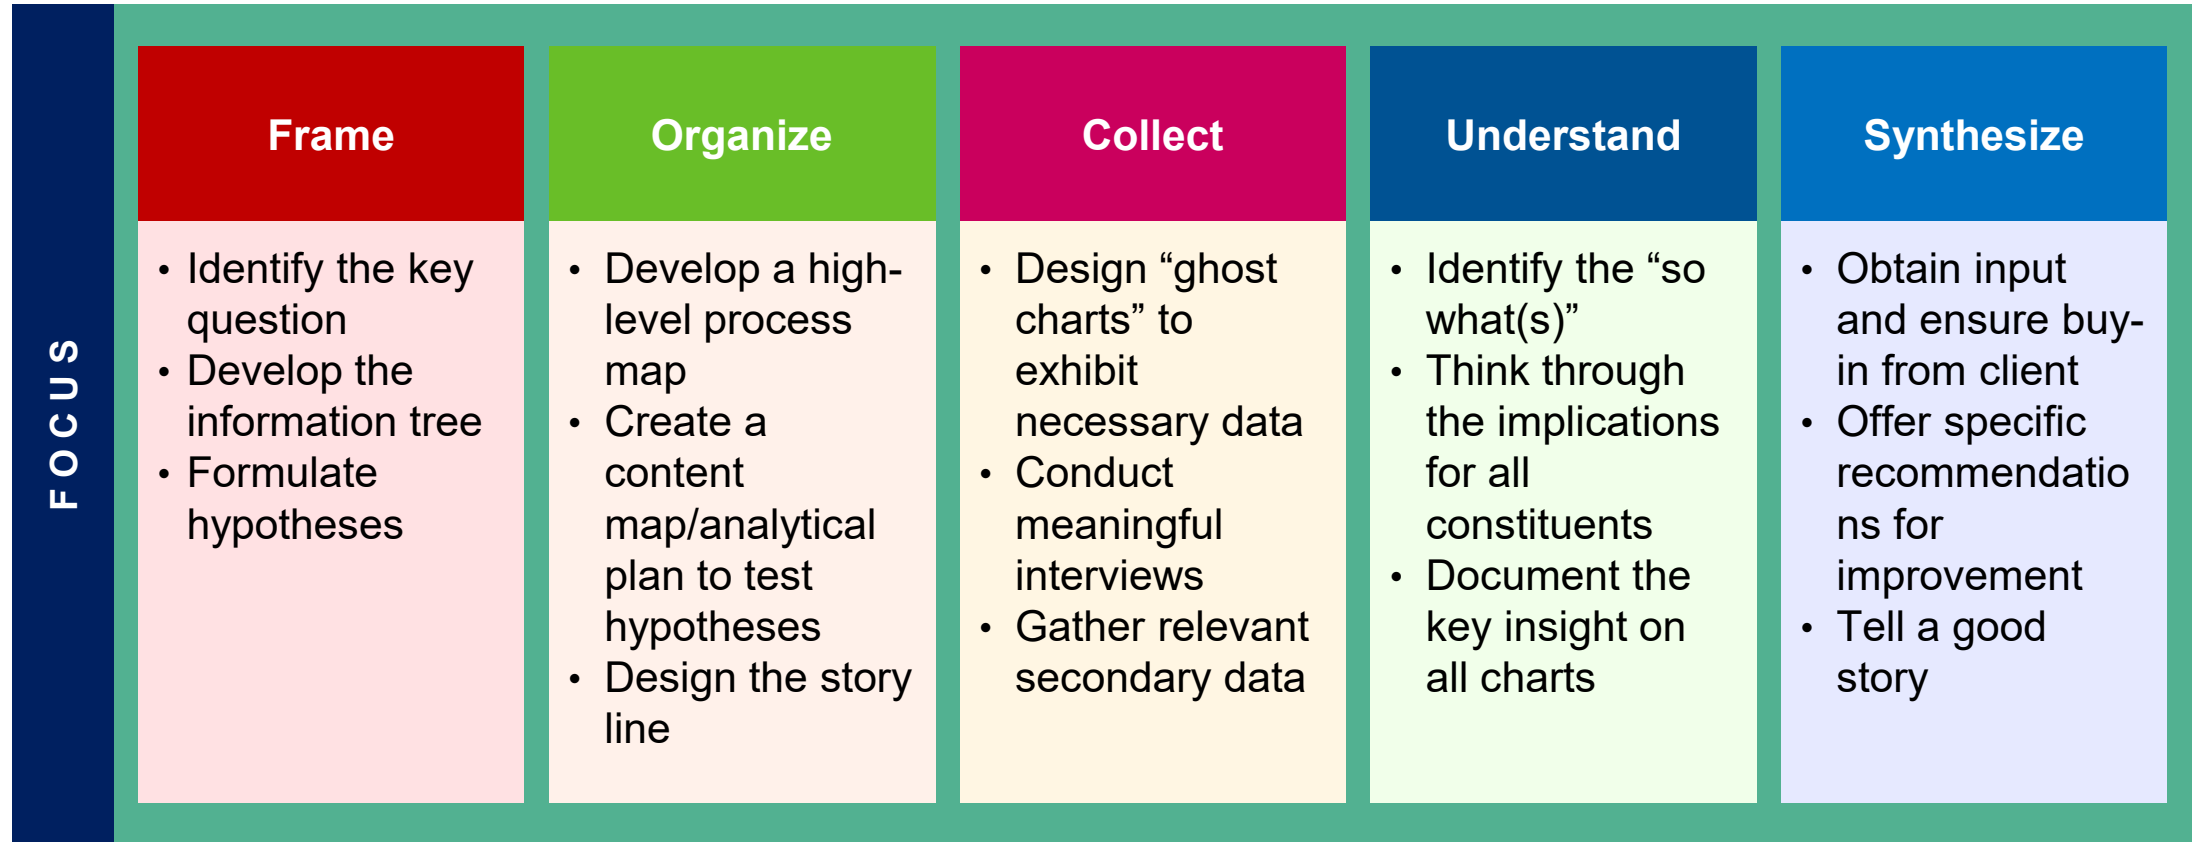 FOCUS
Frame
• Identify the key
question
• Develop the
information tree
• Formulate
hypotheses
Organize
• Develop a high-
level process
map
• Create a
content
map/analytical
plan to test
hypotheses
• Design the story
line
Collect
• Design “ghost
charts” to
exhibit
necessary data
• Conduct
meaningful
interviews
• Gather relevant
secondary data
Understand
• Identify the “so
what(s)”
• Think through
the implications
for all
constituents
• Document the
key insight on
all charts
Synthesize
• Obtain input
and ensure buy-
in from client
• Offer specific
recommendatio
ns for
improvement
• Tell a good
story